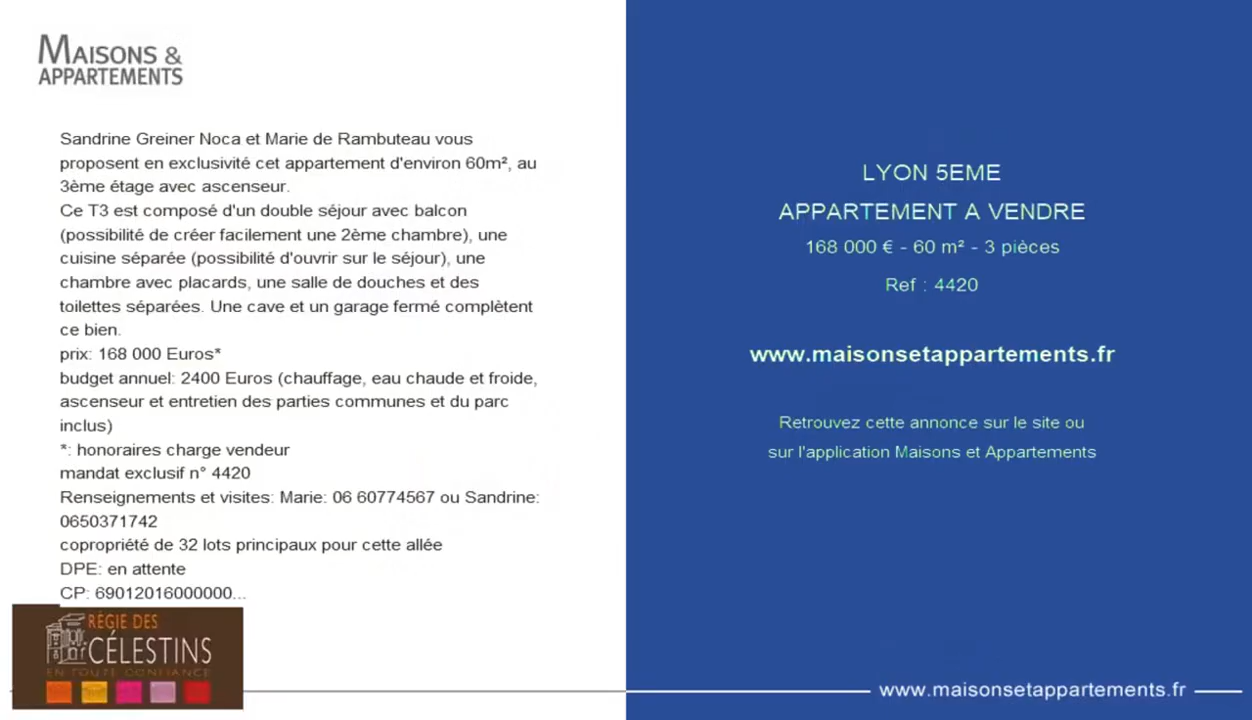 MAISONS &
APPARTEMENTS
Sandrine Greiner Noca et Marie de Rambuteau vous
proposent en exclusivité cet appartement d'environ 60m², au
3ème étage avec ascenseur.
Ce T3 est composé d'un double séjour avec balcon
(possibilité de créer facilement une 2ème chambre), une
cuisine séparée (possibilité d'ouvrir sur le séjour), une
chambre avec placards, une salle de douches et des
toilettes séparées. Une cave et un garage fermé complètent
ce bien.
prix: 168 000 Euros*
budget annuel: 2400 Euros (chauffage, eau chaude et froide,
ascenseur et entretien des parties communes et du parc
inclus)
*: honoraires charge vendeur
mandat exclusif n° 4420
Renseignements et visites: Marie: 06 60774567 ou Sandrine:
0650371742
copropriété de 32 lots principaux pour cette allée
DPE: en attente
CP: 69012016000000...
RÉGIE DES
CÉLESTINS
EN TOUTE CONFIANCE
LYON 5EME
APPARTEMENT A VENDRE
168 000 € - 60 m² - 3 pièces
Ref : 4420
www.maisonsetappartements.fr
Retrouvez cette annonce sur le site ou
sur l'application Maisons et Appartements
www.maisonsetappartements.fr